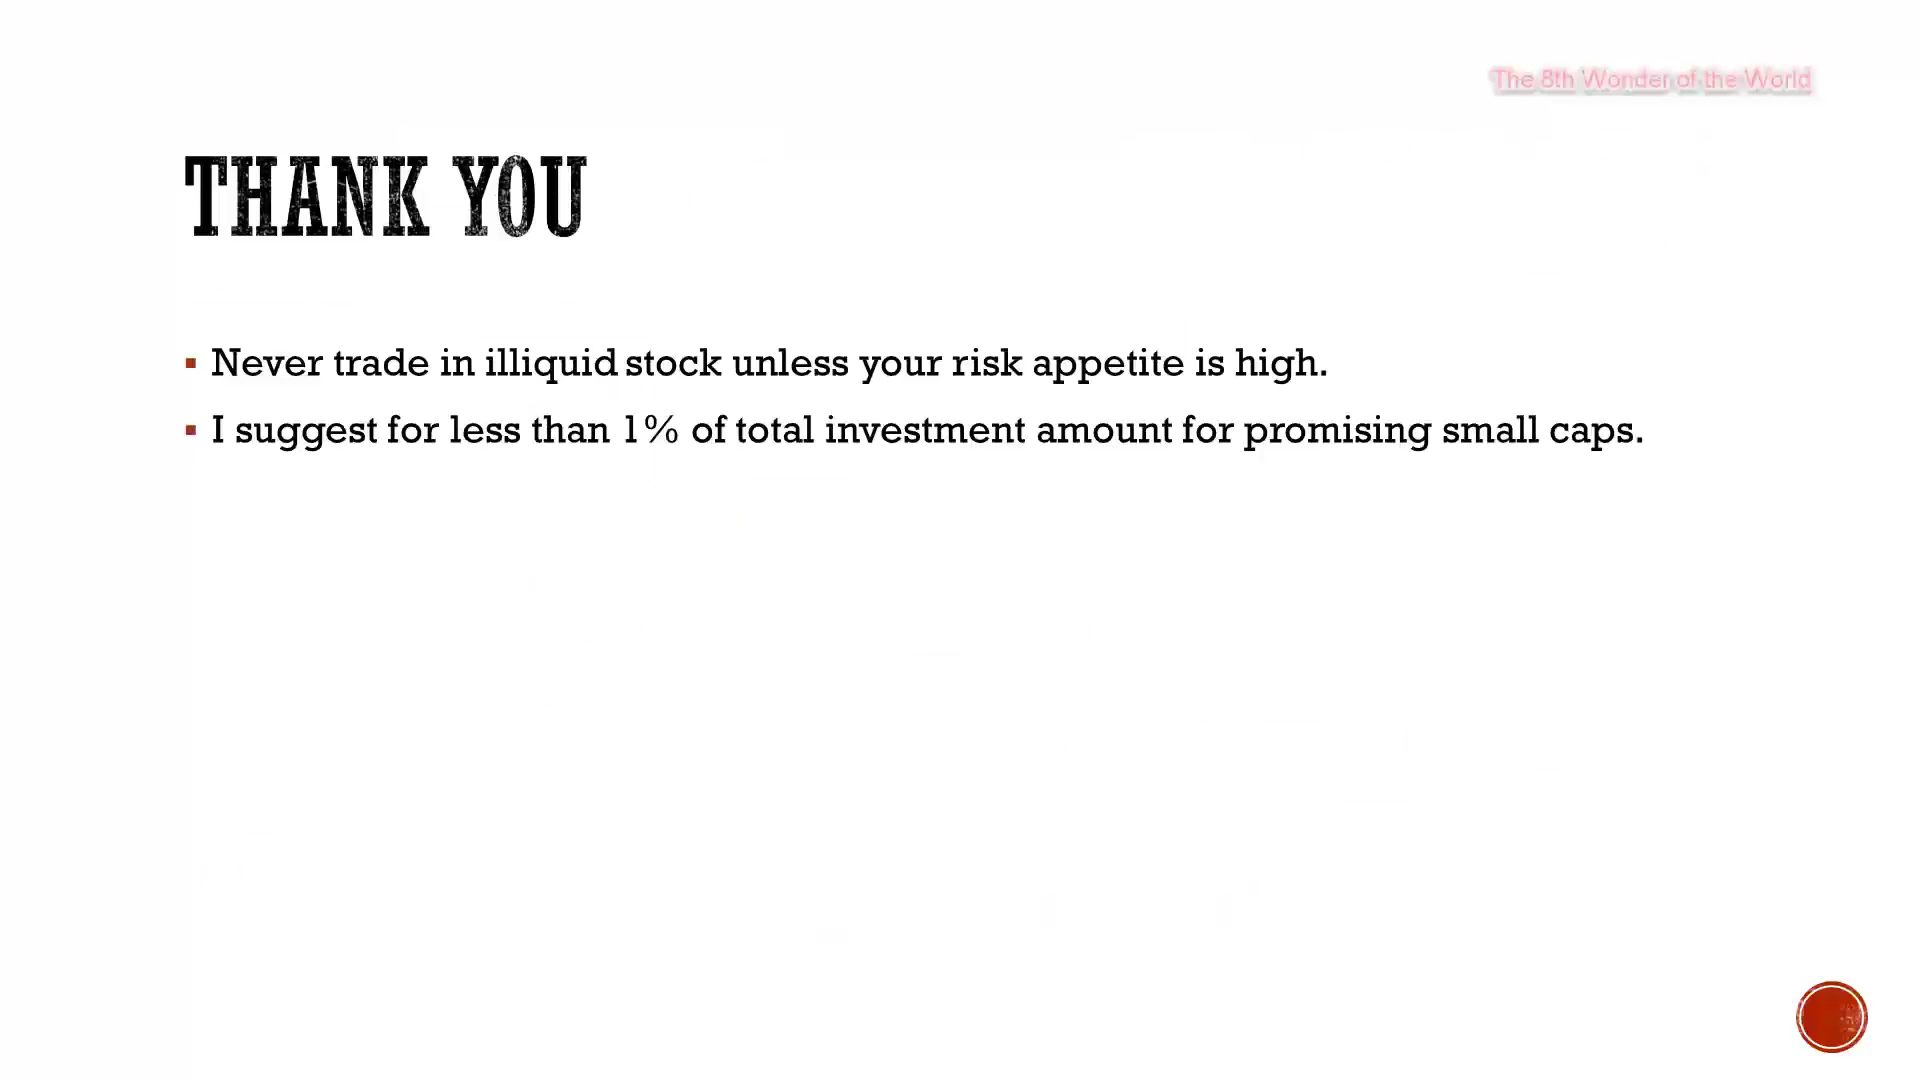 The 8th Wonder of the World
THANK YOU
▪ Never trade in illiquid stock unless your risk appetite is high.
▪ I suggest for less than 1% of total investment amount for promising small caps.